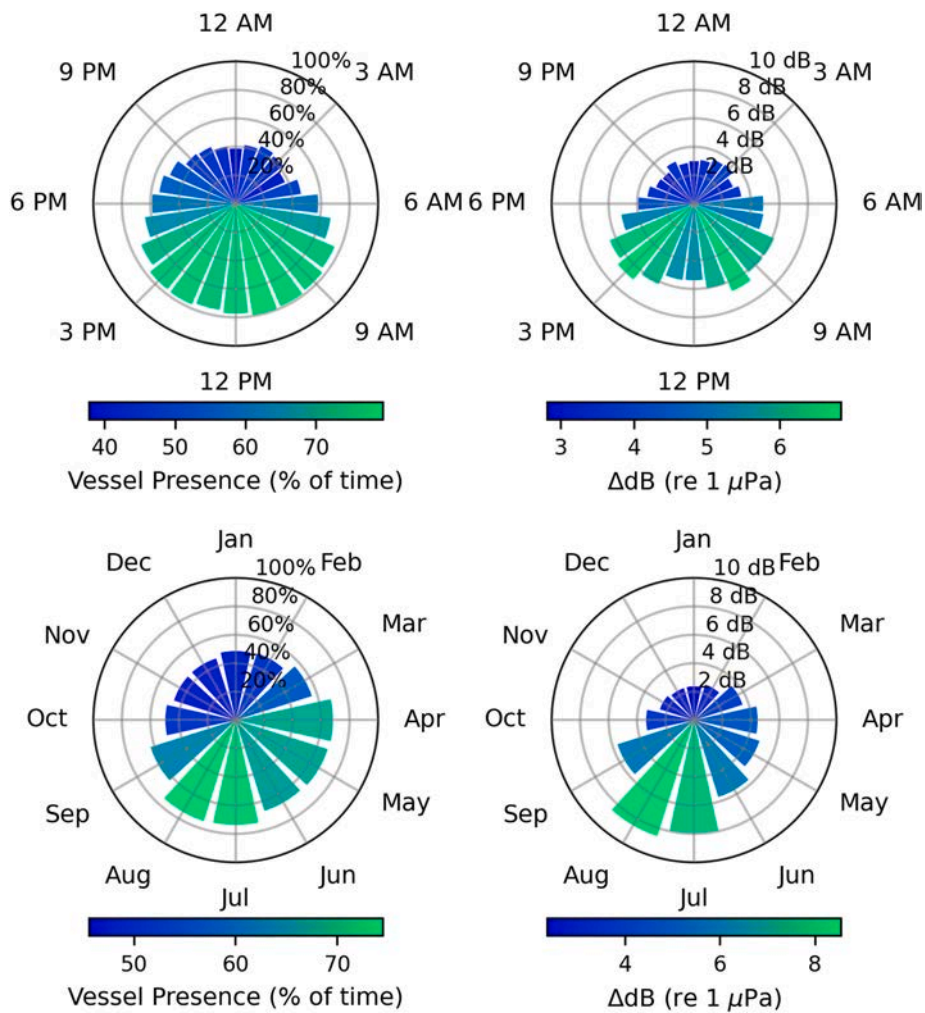 12 AM
12 AM
9 PM
100%
3 AM
9 PM
10 dB
3 AM
80%
8 dB
60%
6 dB
40%
4 dB
20%
2 dB
6 PM
6 AM
6 PM
6 AM
3 PM
9 AM
3 PM
9 AM
12 PM
12 PM
40 50 60 70
3 4 5 6
Vessel Presence (% of time)
ΔdB (re 1 μPa)
Jan
Jan
Dec
100%
Feb
Dec
10 dB
Feb
80%
8 dB
Nov
60%
Mar
Nov
6 dB
Mar
40%
4 dB
20%
2 dB
Oct
Apr
Oct
Apr
Sep
May
Sep
May
Aug
Jun
Aug
Jun
Jul
Jul
50 60 70
4 6 8
Vessel Presence (% of time)
ΔdB (re 1 μPa)